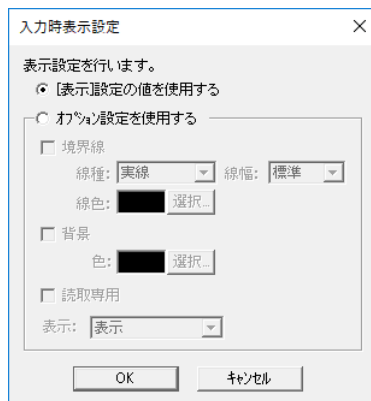 入力時表示設定
表示設定を行います。
[表示]設定の値を使用する
ｵﾌﾟｼｮﾝ設定を使用する
境界線
線種: 実線 線幅: 標準
線色: 選択...
背景
色: 選択...
読取専用
表示: 表示
OK ｷｬﾝｾﾙ